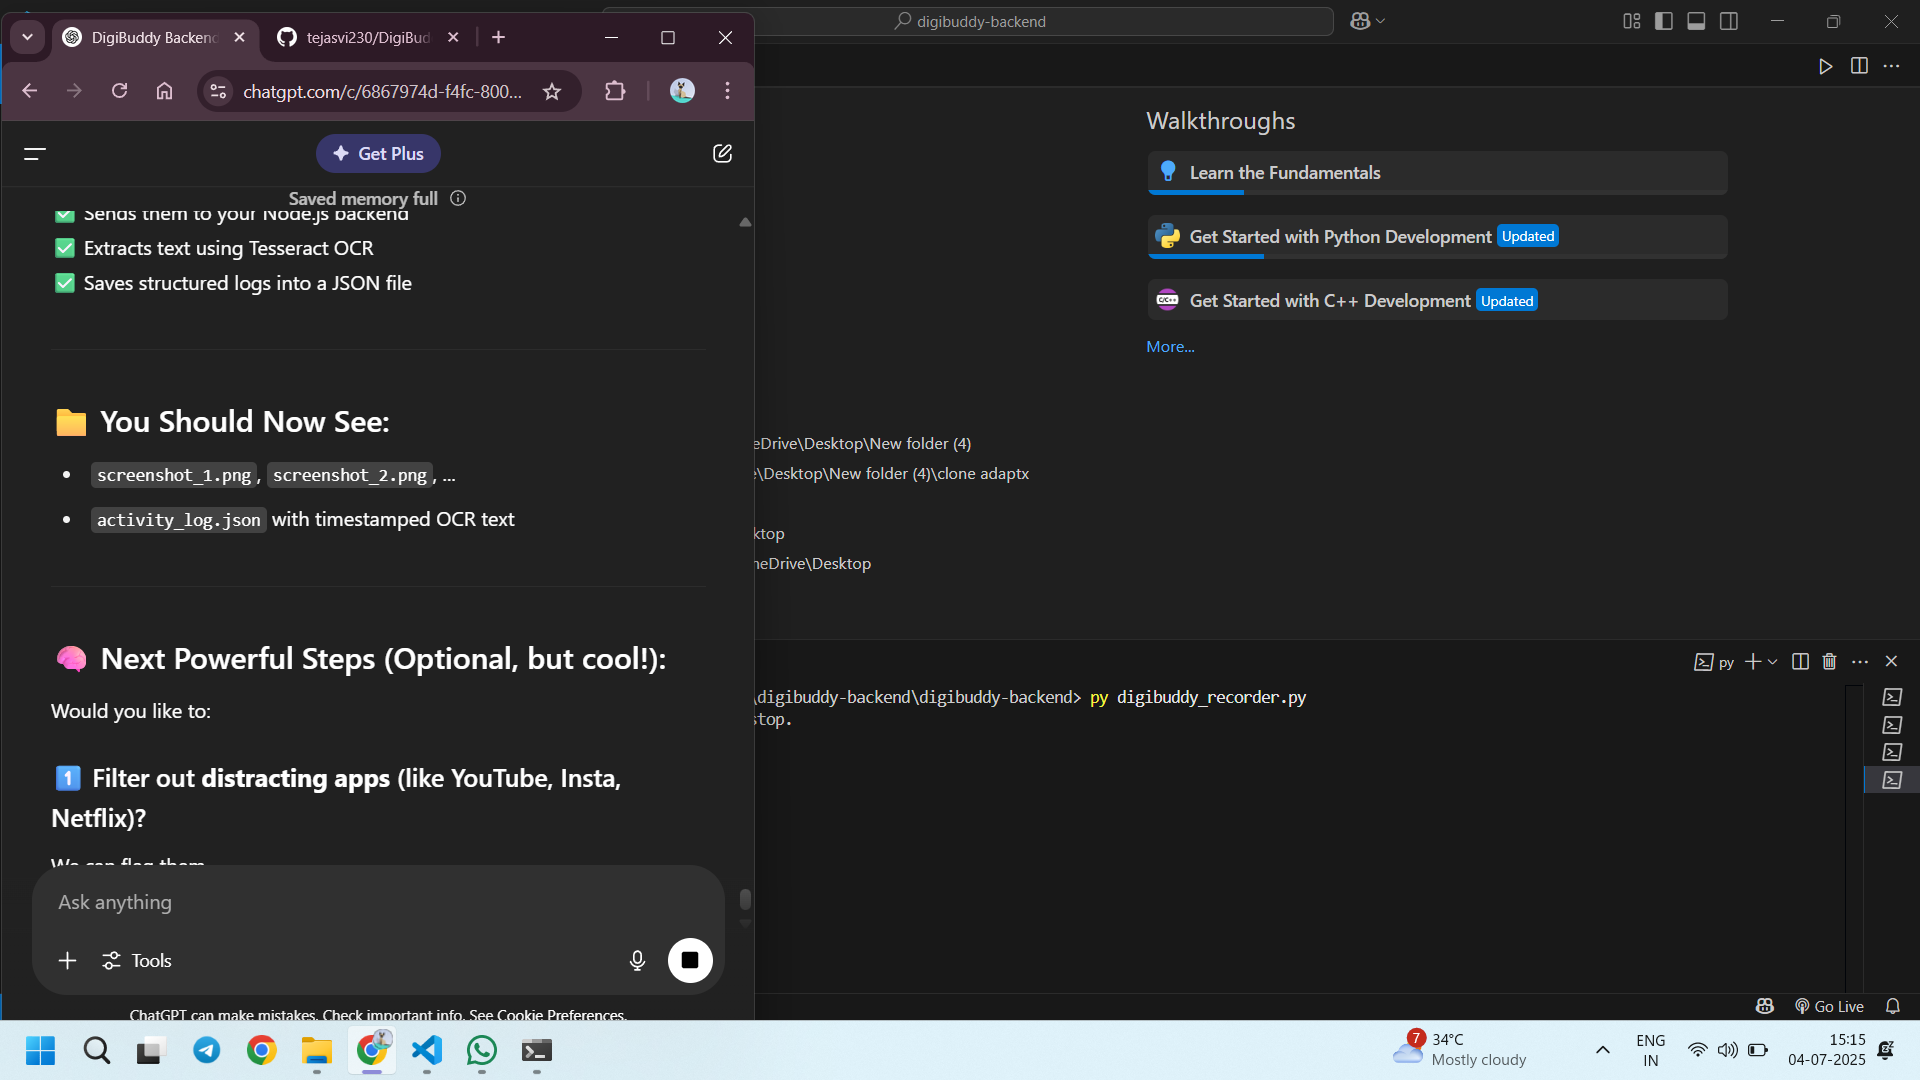 DigiBuddy Backend
tejasvi230/DigiBud
digibuddy-backend
chatgpt.com/c/6867974d-f4fc-800...
Get Plus
Saved memory full
Sends them to your Node.js backend
Extracts text using Tesseract OCR
Saves structured logs into a JSON file
You Should Now See:
screenshot_1.png, screenshot_2.png, ...
activity_log.json with timestamped OCR text
Next Powerful Steps (Optional, but cool!):
Would you like to:
1 Filter out distracting apps (like YouTube, Insta,
Netflix)?
We can flag them
Ask anything
Tools
ChatGPT can make mistakes. Check important info. See Cookie Preferences.
Walkthroughs
Learn the Fundamentals
Get Started with Python Development Updated
C/C++ Get Started with C++ Development Updated
More...
eDrive\Desktop\New folder (4)
\Desktop\New folder (4)\clone adaptx
ktop
neDrive\Desktop
py
\digibuddy-backend\digibuddy-backend> py digibuddy_recorder.py
stop.
Go Live
7
34°C
Mostly cloudy
ENG
IN
15:15
04-07-2025